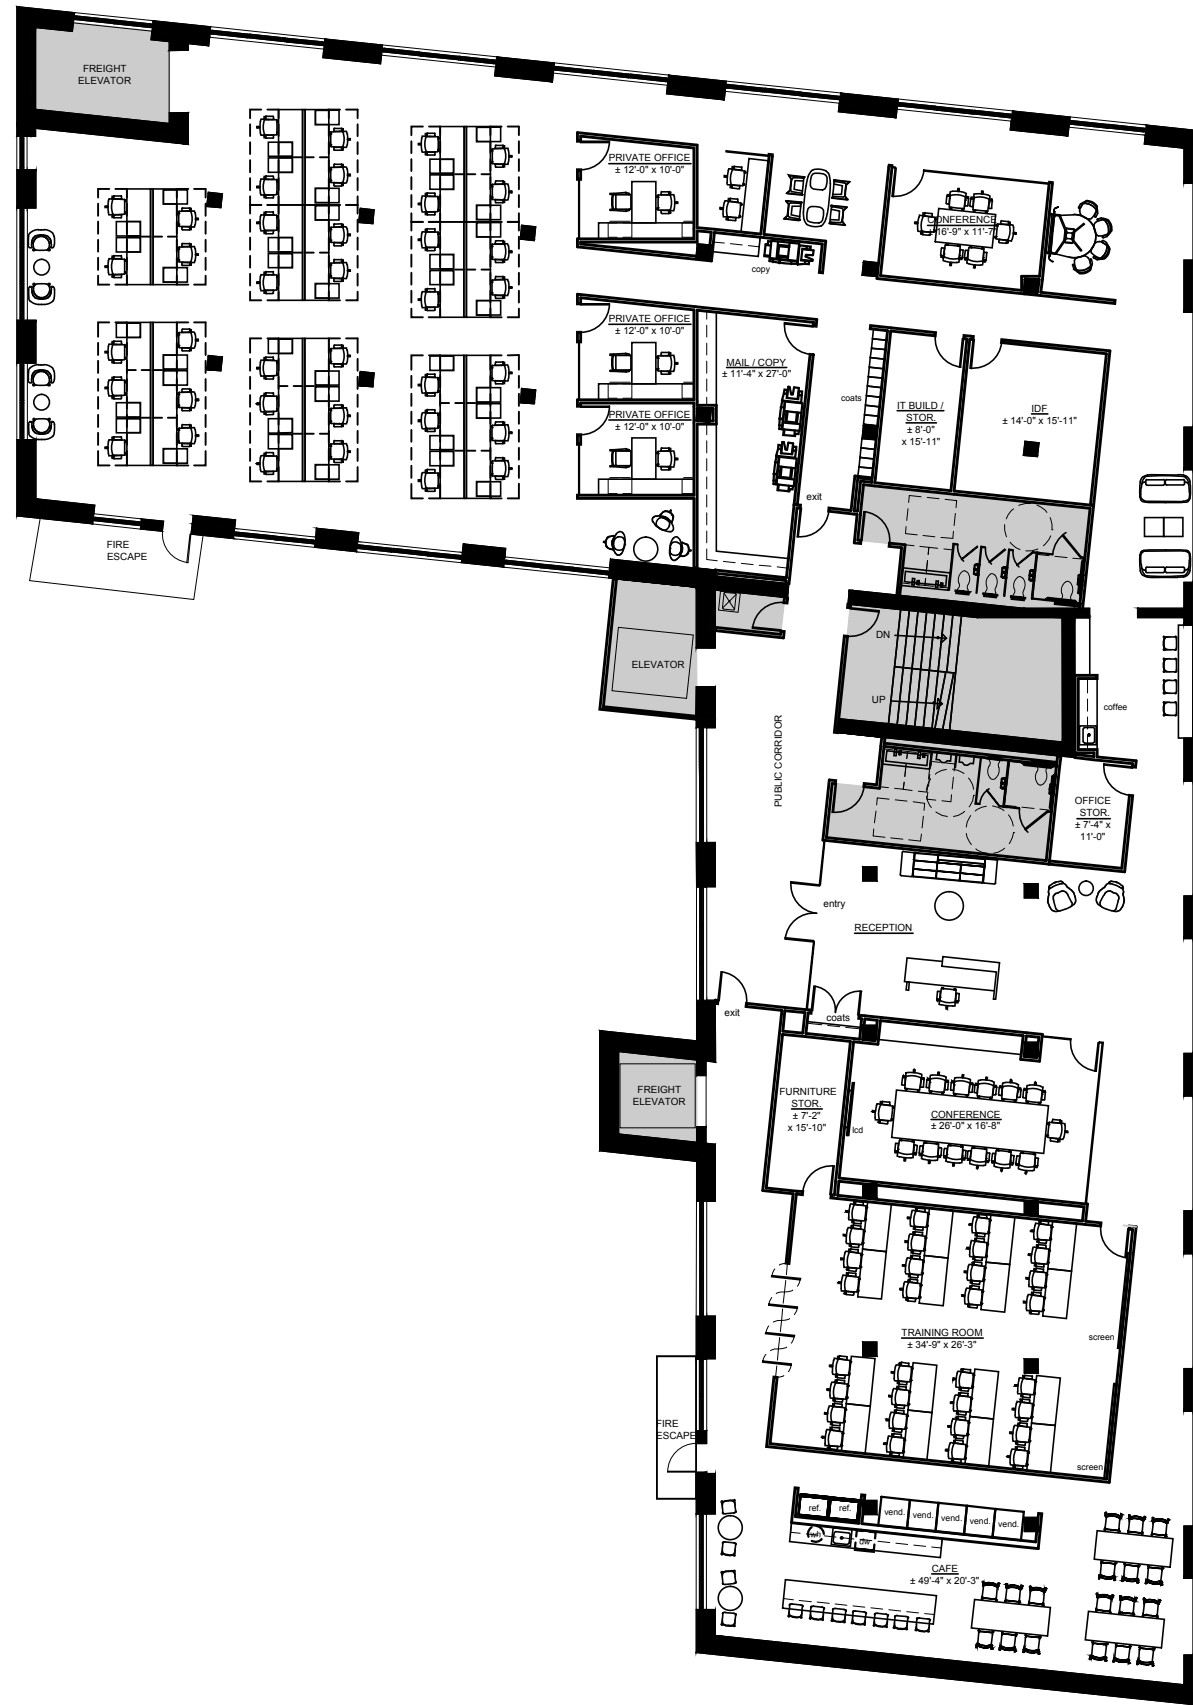 FREIGHT
ELEVATOR
PRIVATE OFFICE
± 12'-0" x 10'-0"
CONFERENCE
16'-9" x 11'-7
copy
PRIVATE OFFICE
± 12'-0" x 10'-0"
MAIL / COPY
± 11'-4" x 27'-0"
coats
IT BUILD /
STOR.
± 8'-0"
x 15'-11"
IDF
± 14'-0" x 15'-11"
PRIVATE OFFICE
± 12'-0" x 10'-0"
exit
FIRE
ESCAPE
DN
UP
ELEVATOR
coffee
PUBLIC CORRIDOR
OFFICE
STOR.
± 7'-4" x
11'-0"
entry
RECEPTION
exit
coats
FREIGHT
ELEVATOR
FURNITURE
STOR.
± 7'-2"
x 15'-10"
lcd
CONFERENCE
± 26'-0" x 16'-8"
TRAINING ROOM
± 34'-9" x 26'-3"
screen
FIRE
ESCAPE
screen
ref.
ref.
vend.
vend.
vend.
vend.
vend.
dw
CAFE
± 49'-4" x 20'-3"